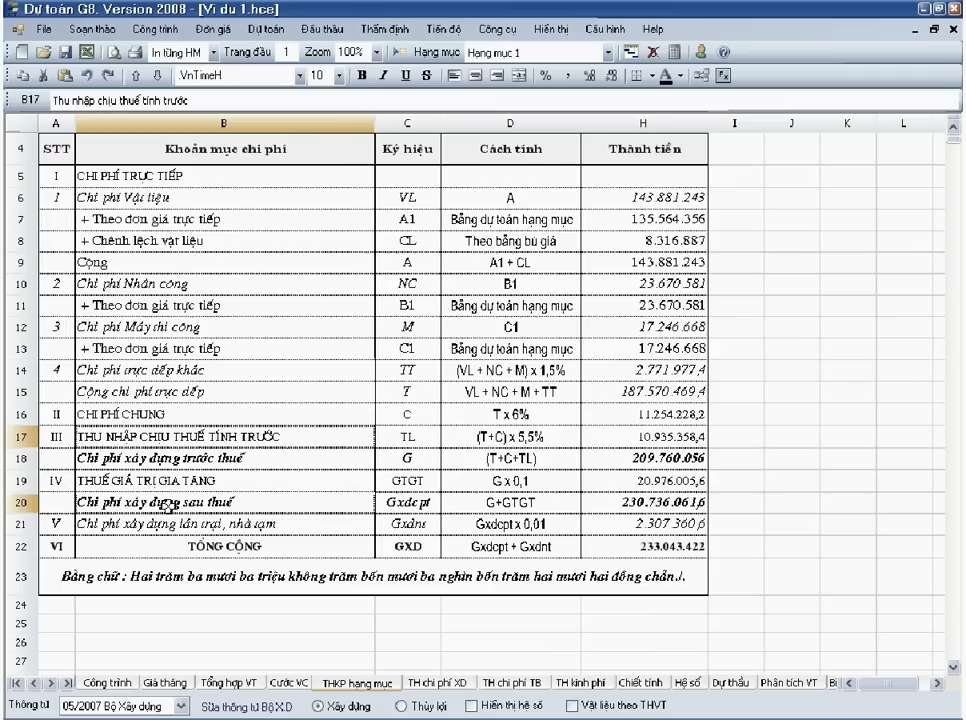 Dự toán G8. Version 2008 - [Vi du 1.hce]
File Soạn thảo Công trình Đơn giá Dự toán Đấu thầu Thẩm định Tiến độ Công cụ Hiển thị Cấu hình Help
In từng HM Trang đầu 1 Zoom 100% Hạng mục Hạng mục 1
.VnTimeH 10 B I U S %
B17 Thu nhập chịu thuế tính trước
A B C D H I J K L
4 STT Khoản mục chi phí Ký hiệu Cách tính Thành tiền
5 I CHI PHÍ TRỰC TIẾP
6 1 Chi phí Vật liệu VL A 143.881.243
7 + Theo đơn giá trực tiếp A1 Bảng dự toán hạng mục 135.564.356
8 + Chênh lệch vật liệu CL Theo bảng bù giá 8.316.887
9 Cộng A A1 + CL 143.881.243
10 2 Chi phí Nhân công NC B1 23.670.581
11 + Theo đơn giá trực tiếp B1 Bảng dự toán hạng mục 23.670.581
12 3 Chi phí Máy thi công M C1 17.246.668
13 + Theo đơn giá trực tiếp C1 Bảng dự toán hạng mục 17.246.668
14 4 Chi phí trực tiếp khác TT (VL + NC + M) x 1,5% 2.771.977,4
15 Cộng chi phí trực tiếp T VL + NC + M + TT 187.570.469,4
16 II CHI PHÍ CHUNG C T x 6% 11.254.228,2
17 III THU NHẬP CHỊU THUẾ TÍNH TRƯỚC TL (T+C) x 5,5% 10.935.358,4
18 Chi phí xây dựng trước thuế G (T+C+TL) 209.760.056
19 IV THUẾ GIÁ TRỊ GIA TĂNG GTGT G x 0,1 20.976.005,6
20 Chi phí xây dựng sau thuế Gxdcpt G+GTGT 230.736.061,6
21 V Chi phí xây dựng lán trại, nhà tạm Gxdnt Gxdcpt x 0,01 2.307.360,6
22 VI TỔNG CỘNG GXD Gxdcpt + Gxdnt 233.043.422
23 Bằng chữ : Hai trăm ba mươi ba triệu không trăm bốn mươi ba nghìn bốn trăm hai mươi hai đồng chẵn./.
24
25
26
27
Công trình Giá tháng Tổng hợp VT Cước VC THKP hạng mục TH chi phí XD TH chi phí TB TH kinh phí Chiết tính Hệ số Dự thầu Phân tích VT
Thông tư 05/2007 Bộ Xây dựng Sửa thông tư Bộ X.D Xây dựng Thủy lợi Hiển thị hệ số Vật liệu theo THVT